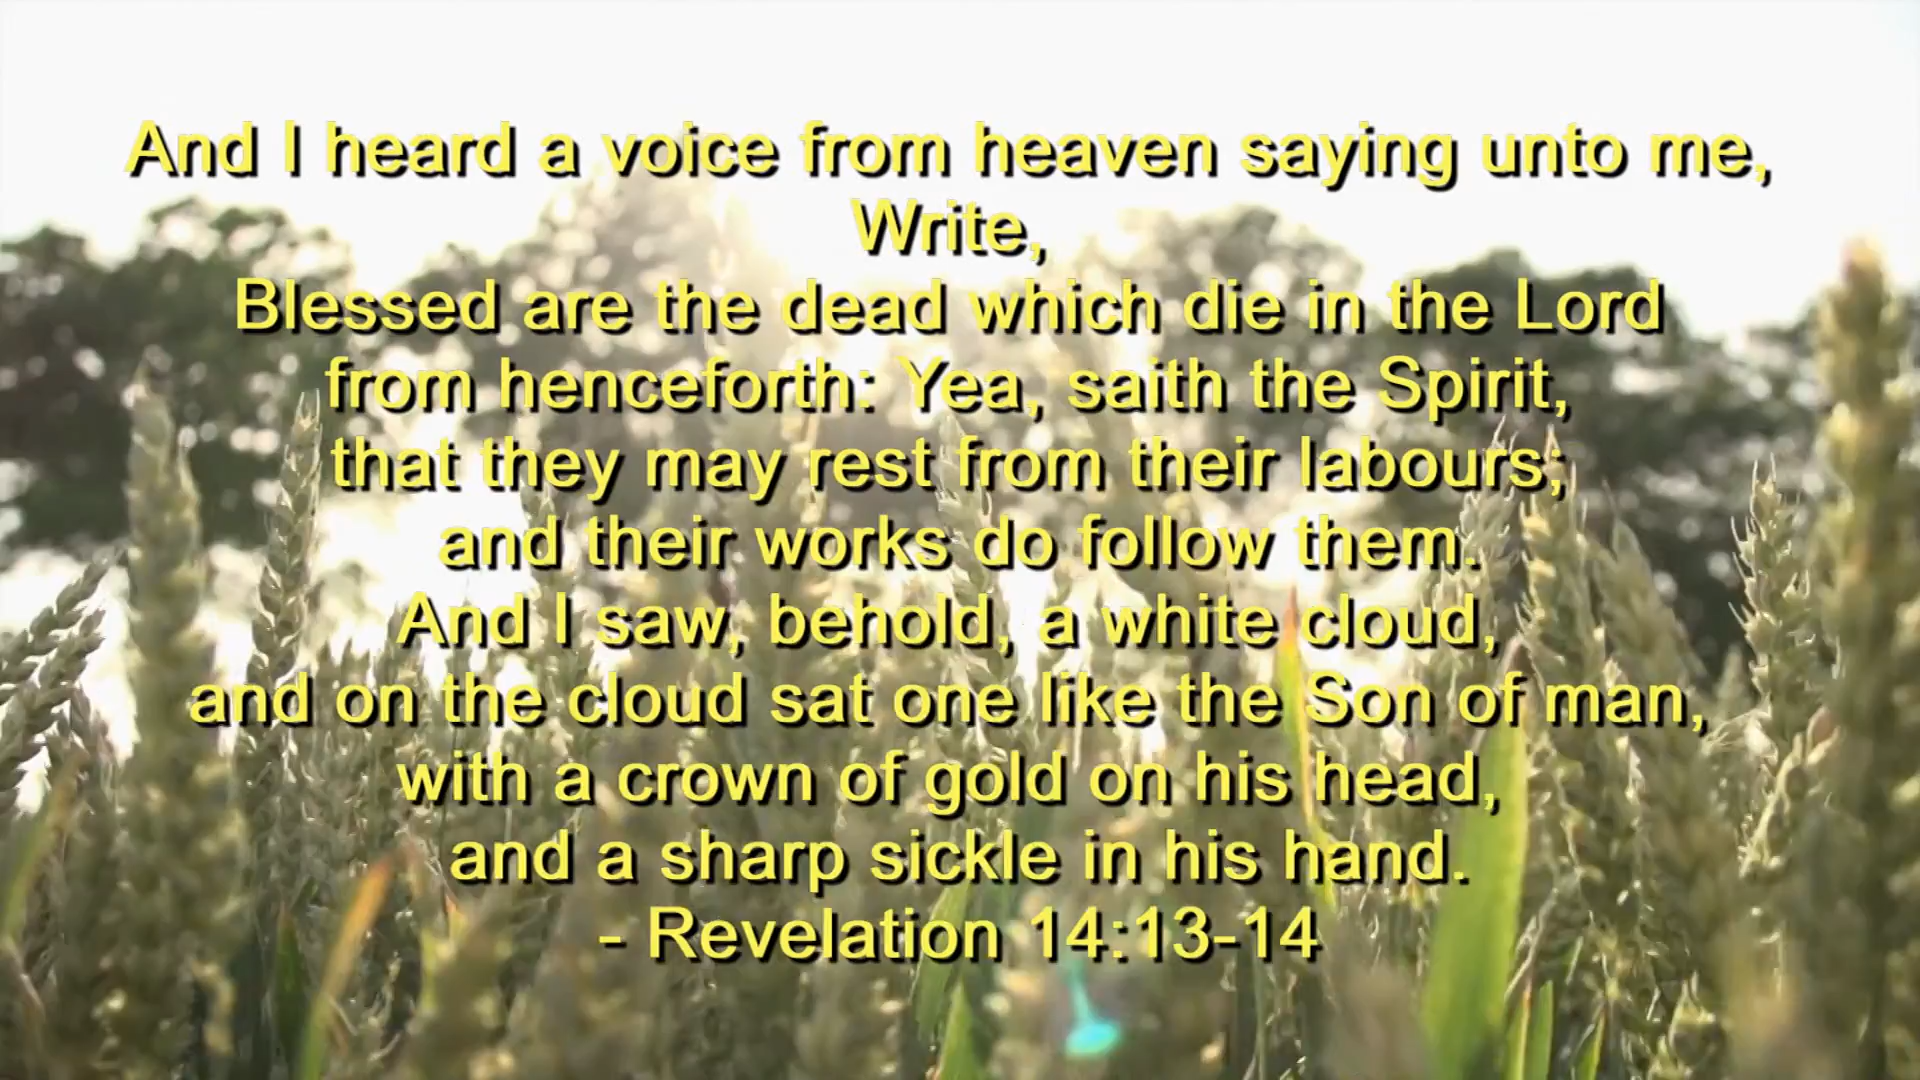 And I heard a voice from heaven saying unto me,
Write,
Blessed are the dead which die in the Lord
from henceforth: Yea, saith the Spirit,
that they may rest from their labours;
and their works do follow them.
And I saw, behold, a white cloud,
and on the cloud sat one like the Son of man,
with a crown of gold on his head,
and a sharp sickle in his hand.
- Revelation 14:13-14